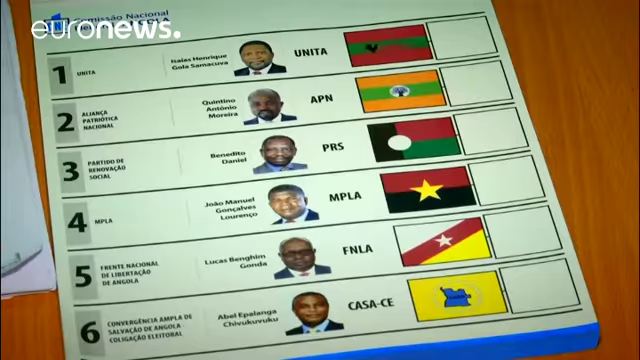 euronews.
Comissão Nacional
1
UNITA
Isaías Henrique
Gola Samacuva
UNITA
2
ALIANÇA
PATRIÓTICA
NACIONAL
Quintino
António
Moreira
APN
3
PARTIDO DE
RENOVAÇÃO
SOCIAL
Benedito
Daniel
PRS
4
MPLA
João Manuel
Gonçalves
Lourenço
MPLA
5
FRENTE NACIONAL
DE LIBERTAÇÃO
DE ANGOLA
Lucas Benghim
Gonda
FNLA
6
CONVERGÊNCIA AMPLA DE
SALVAÇÃO DE ANGOLA
COLIGAÇÃO ELEITORAL
Abel Epalanga
Chivukuvuku
CASA-CE